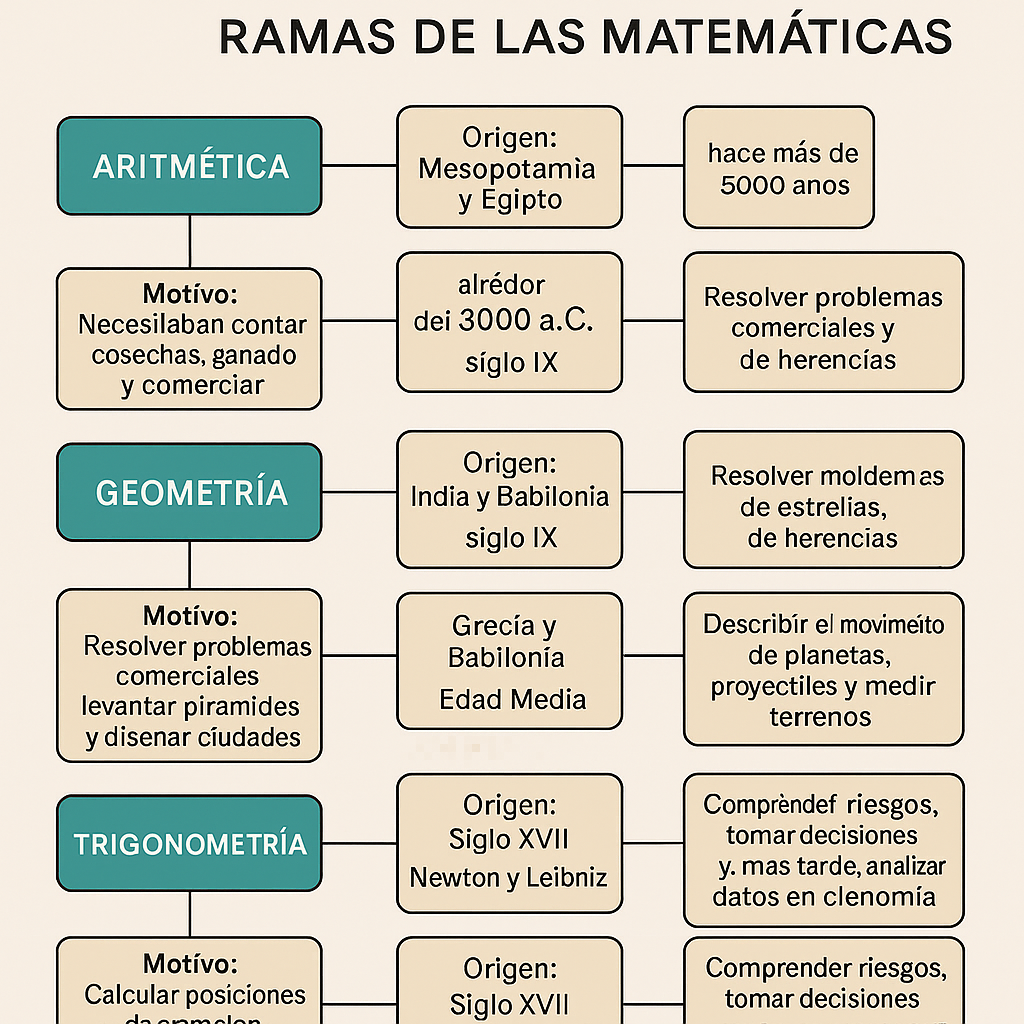 RAMAS DE LAS MATEMÁTICAS
ARITMÉTICA
Origen:
Mesopotamìa
y Egipto
hace más de
5000 anos
Motívo:
Necesilaban contar
cosechas, ganado
y comerciar
alrédor
dei 3000 a.C.
síglo IX
Resolver problemas
comerciales y
de herencías
GEOMETRÍA
Origen:
India y Babilonia
siglo IX
Resolver moldemas
de estrelias,
de herencias
Motívo:
Resolver problemas
comerciales
levantar piramides
y disenar cíudades
Grecía y
Babilonía
Edad Media
Describír el movimeíto
de planetas,
proyectiles y medir
terrenos
TRIGONOMETRÍA
Origen:
Siglo XVII
Newton y Leibniz
Comprèndef riesgos,
tomar decisiones
y. mas tarde, analizar
datos en clenomía
Motívo:
Calcular posiciones
Origen:
Siglo XVII
Comprender riesgos,
tomar decisiones